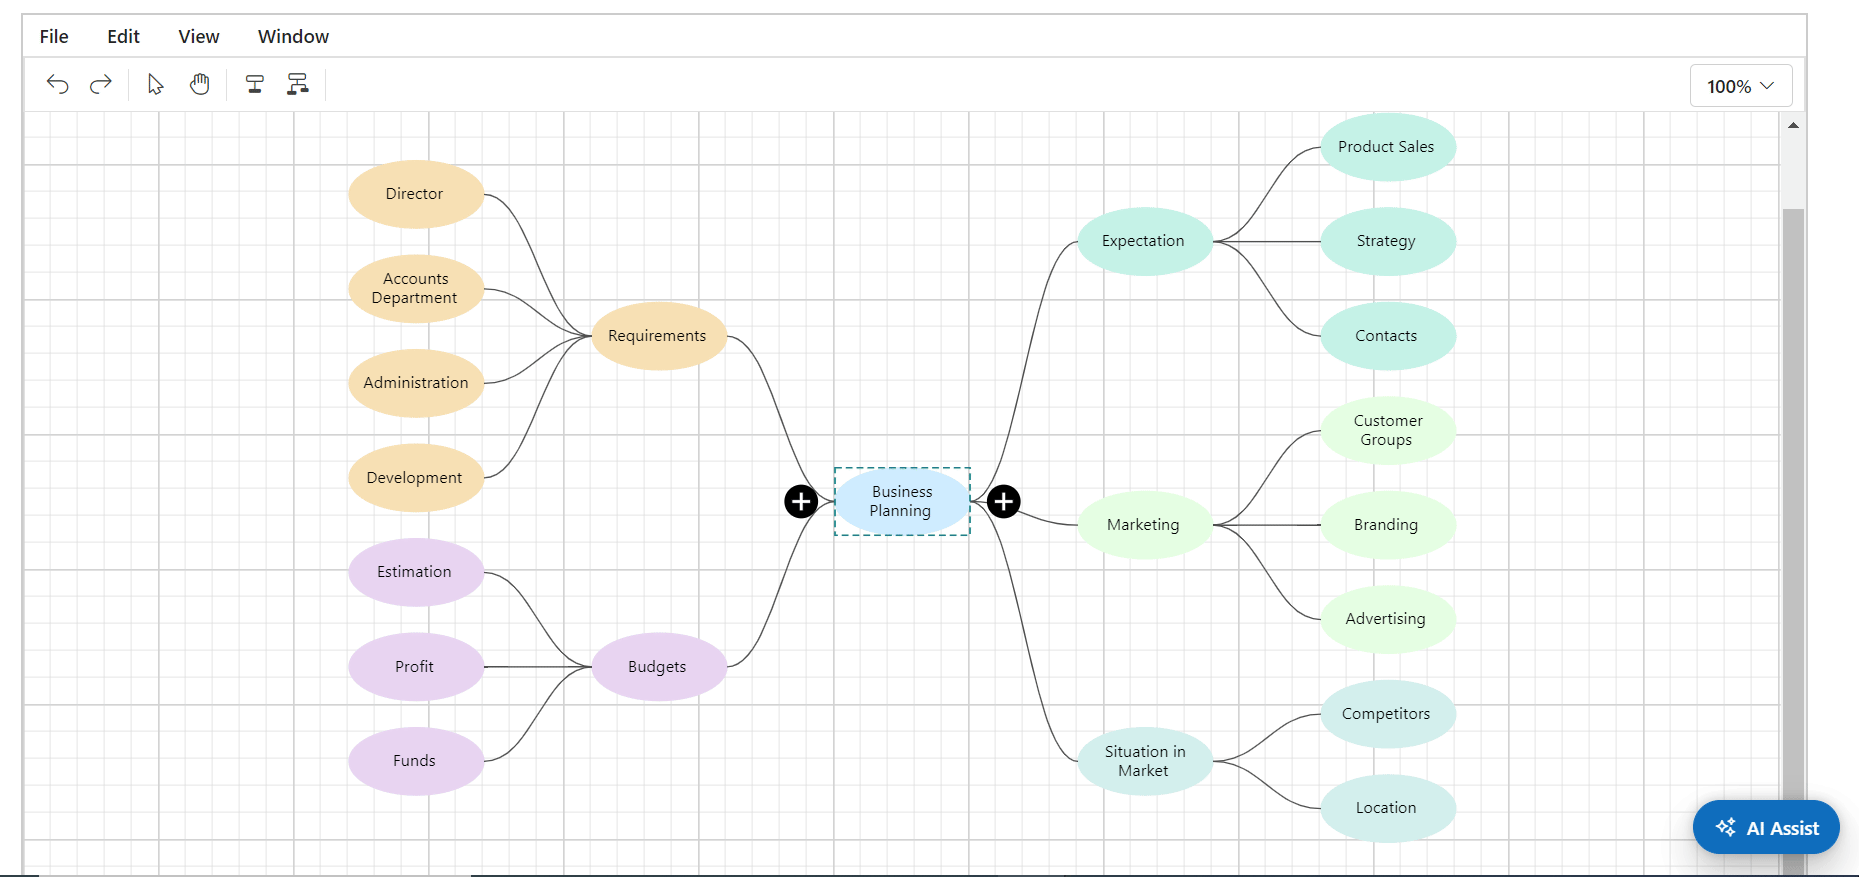 File Edit View Window
100%
Director
Accounts
Department
Administration
Development
Requirements
Estimation
Profit
Funds
Budgets
Business
Planning
Expectation
Product Sales
Strategy
Contacts
Marketing
Customer
Groups
Branding
Advertising
Situation in
Market
Competitors
Location
AI Assist